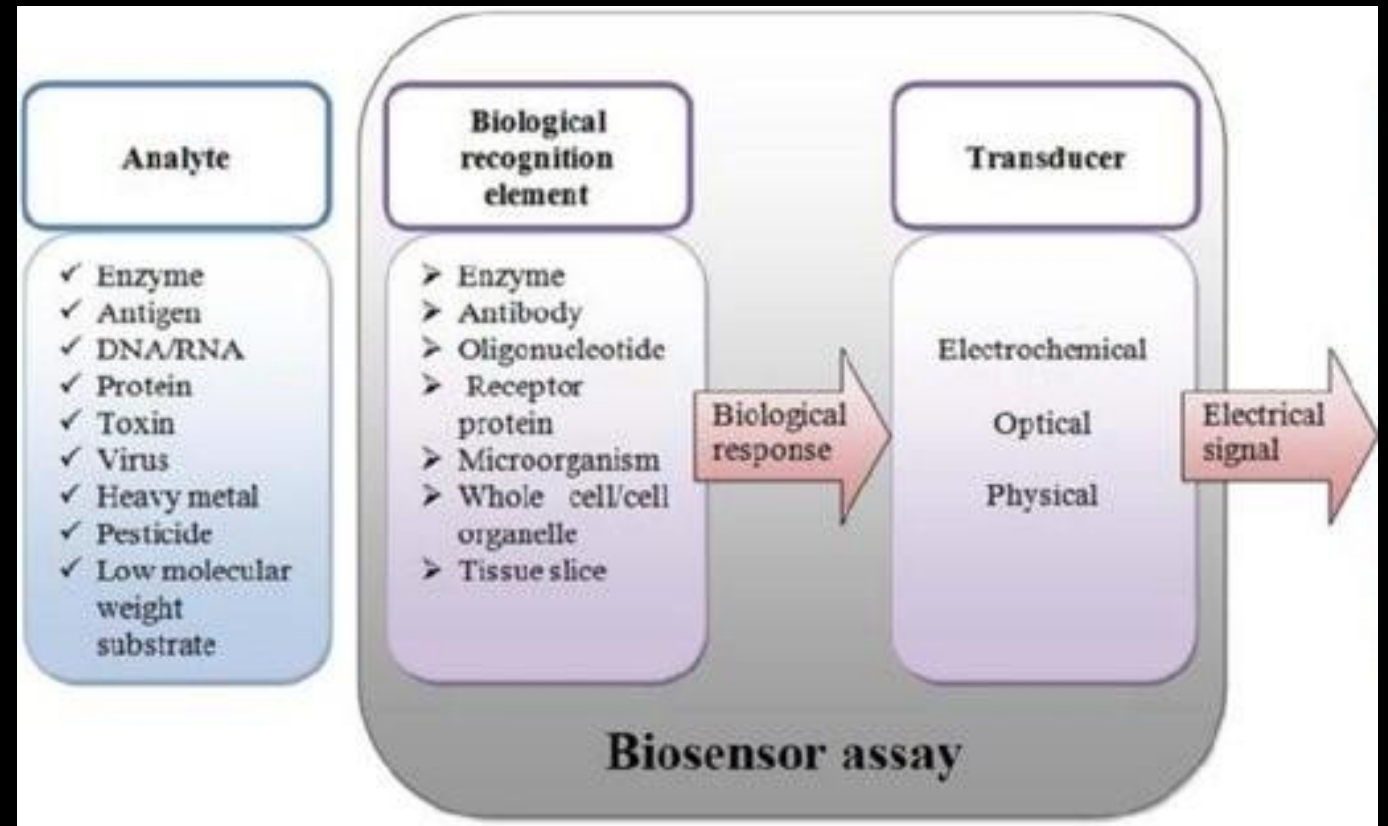 Analyte
✓ Enzyme
✓ Antigen
✓ DNA/RNA
✓ Protein
✓ Toxin
✓ Virus
✓ Heavy metal
✓ Pesticide
✓ Low molecular
weight
substrate
Biological
recognition
element
➢ Enzyme
➢ Antibody
➢ Oligonucleotide
➢ Receptor
protein
➢ Microorganism
➢ Whole cell/cell
organelle
➢ Tissue slice
Biological
response
Transducer
Electrochemical
Optical
Physical
Electrical
signal
Biosensor assay